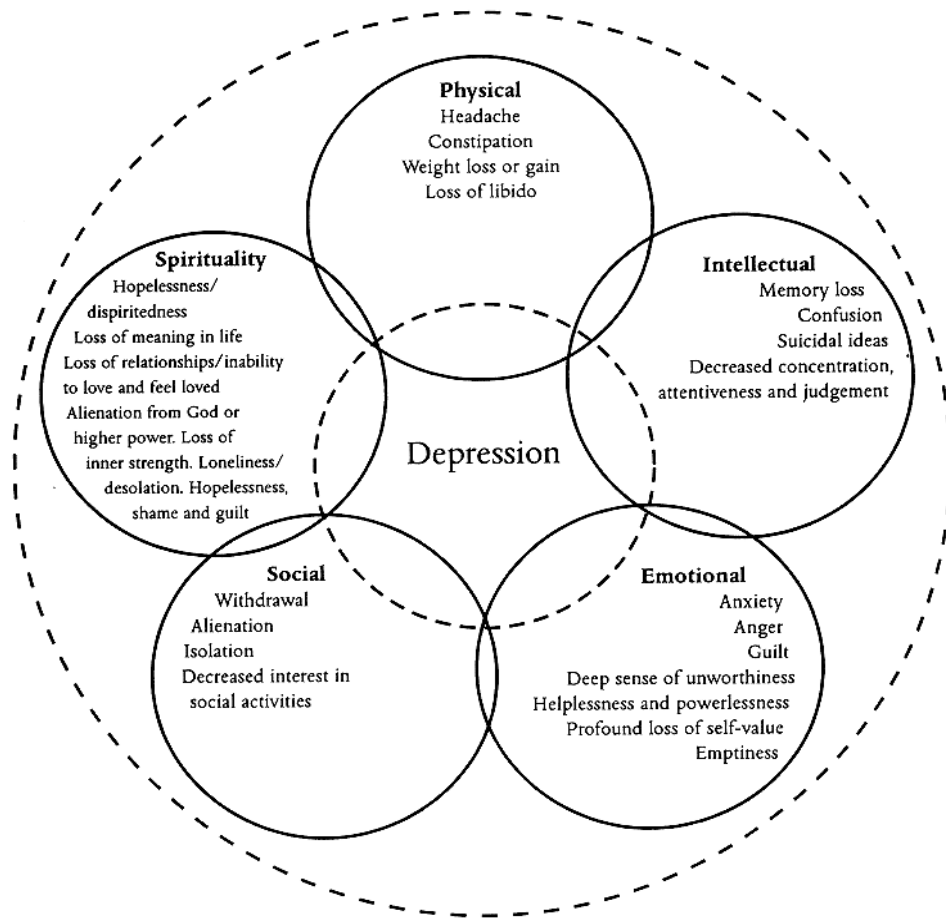 Physical
Headache
Constipation
Weight loss or gain
Loss of libido
Spirituality
Hopelessness/
dispiritedness
Loss of meaning in life
Loss of relationships/inability
to love and feel loved
Alienation from God or
higher power. Loss of
inner strength. Loneliness/
desolation. Hopelessness,
shame and guilt
Intellectual
Memory loss
Confusion
Suicidal ideas
Decreased concentration,
attentiveness and judgement
Depression
Social
Withdrawal
Alienation
Isolation
Decreased interest in
social activities
Emotional
Anxiety
Anger
Guilt
Deep sense of unworthiness
Helplessness and powerlessness
Profound loss of self-value
Emptiness